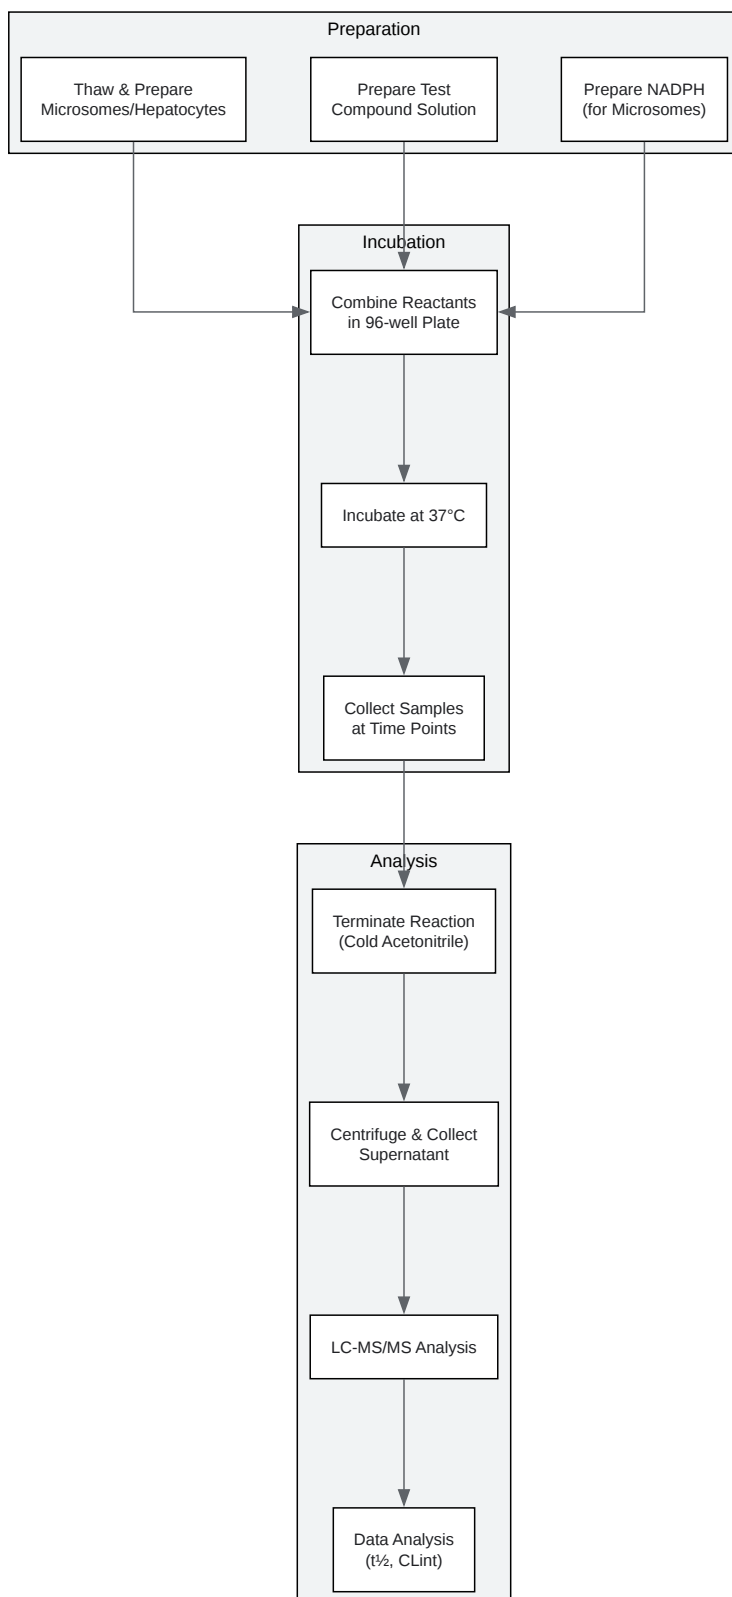 Preparation
Thaw & Prepare
Microsomes/Hepatocytes
Prepare Test
Compound Solution
Prepare NADPH
(for Microsomes)
Incubation
Combine Reactants
in 96-well Plate
Incubate at 37°C
Collect Samples
at Time Points
Analysis
Terminate Reaction
(Cold Acetonitrile)
Centrifuge & Collect
Supernatant
LC-MS/MS Analysis
Data Analysis
(t½, CLint)